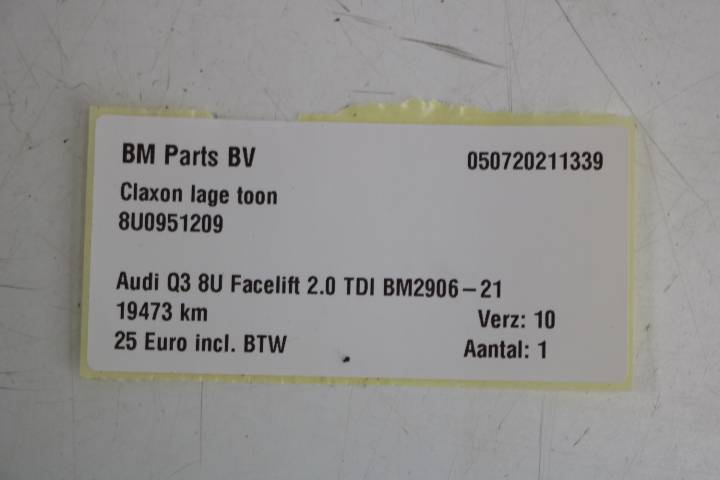 BM Parts BV 050720211339
Claxon lage toon
8U0951209
Audi Q3 8U Facelift 2.0 TDI BM2906-21
19473 km Verz: 10
25 Euro incl. BTW Aantal: 1